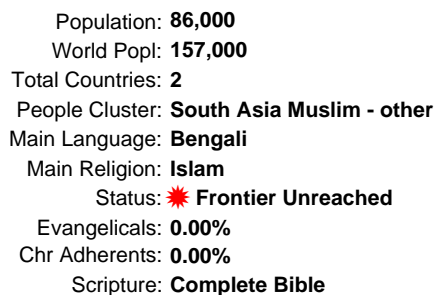 Population: 86,000
World Popl: 157,000
Total Countries: 2
People Cluster: South Asia Muslim - other
Main Language: Bengali
Main Religion: Islam
Status: Frontier Unreached
Evangelicals: 0.00%
Chr Adherents: 0.00%
Scripture: Complete Bible